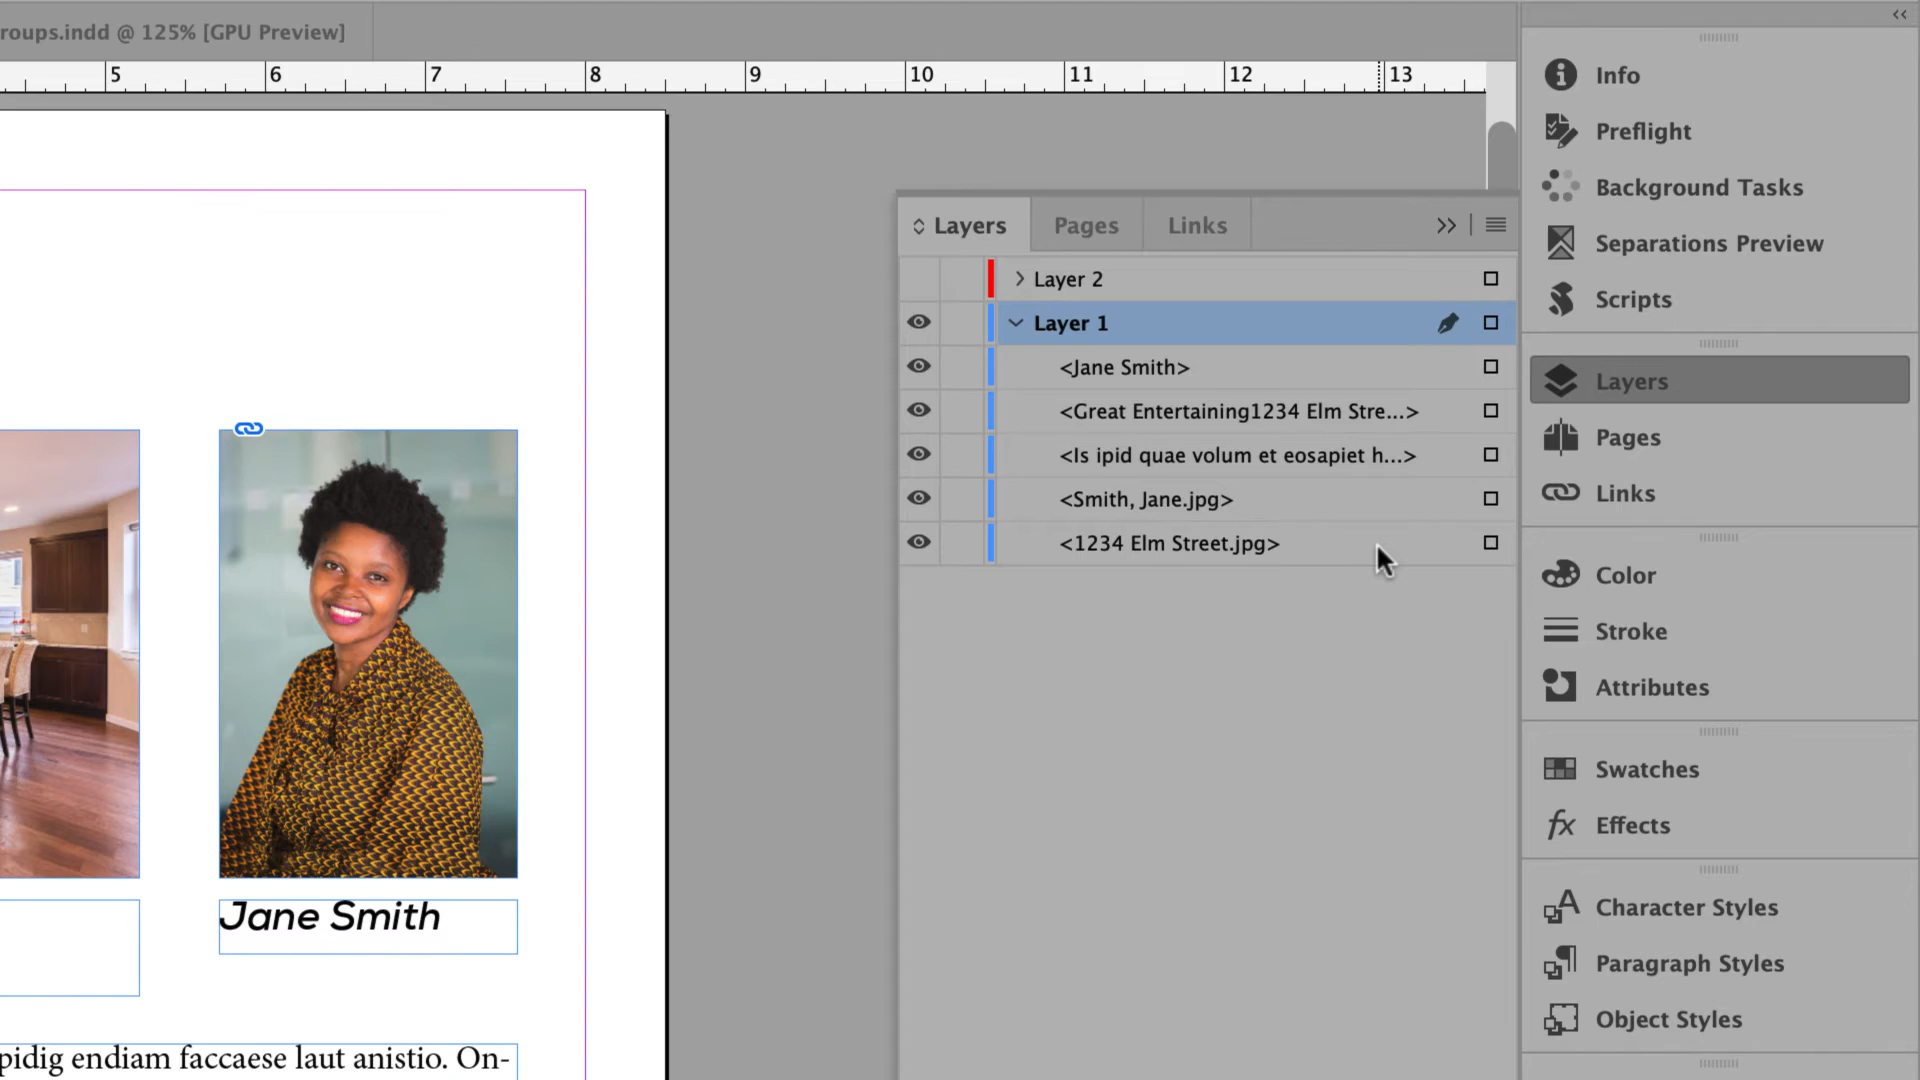 roups.indd @ 125% [GPU Preview]
5 6 7 8 9 10 11 12 13
Layers Pages Links
Layer 2
Layer 1
<Jane Smith>
<Great Entertaining1234 Elm Stre...>
<Is ipid quae volum et eosapiet h...>
<Smith, Jane.jpg>
<1234 Elm Street.jpg>
Jane Smith
pidig endiam faccaese laut anistio. On-
Info
Preflight
Background Tasks
Separations Preview
Scripts
Layers
Pages
Links
Color
Stroke
Attributes
Swatches
fx Effects
Character Styles
Paragraph Styles
Object Styles